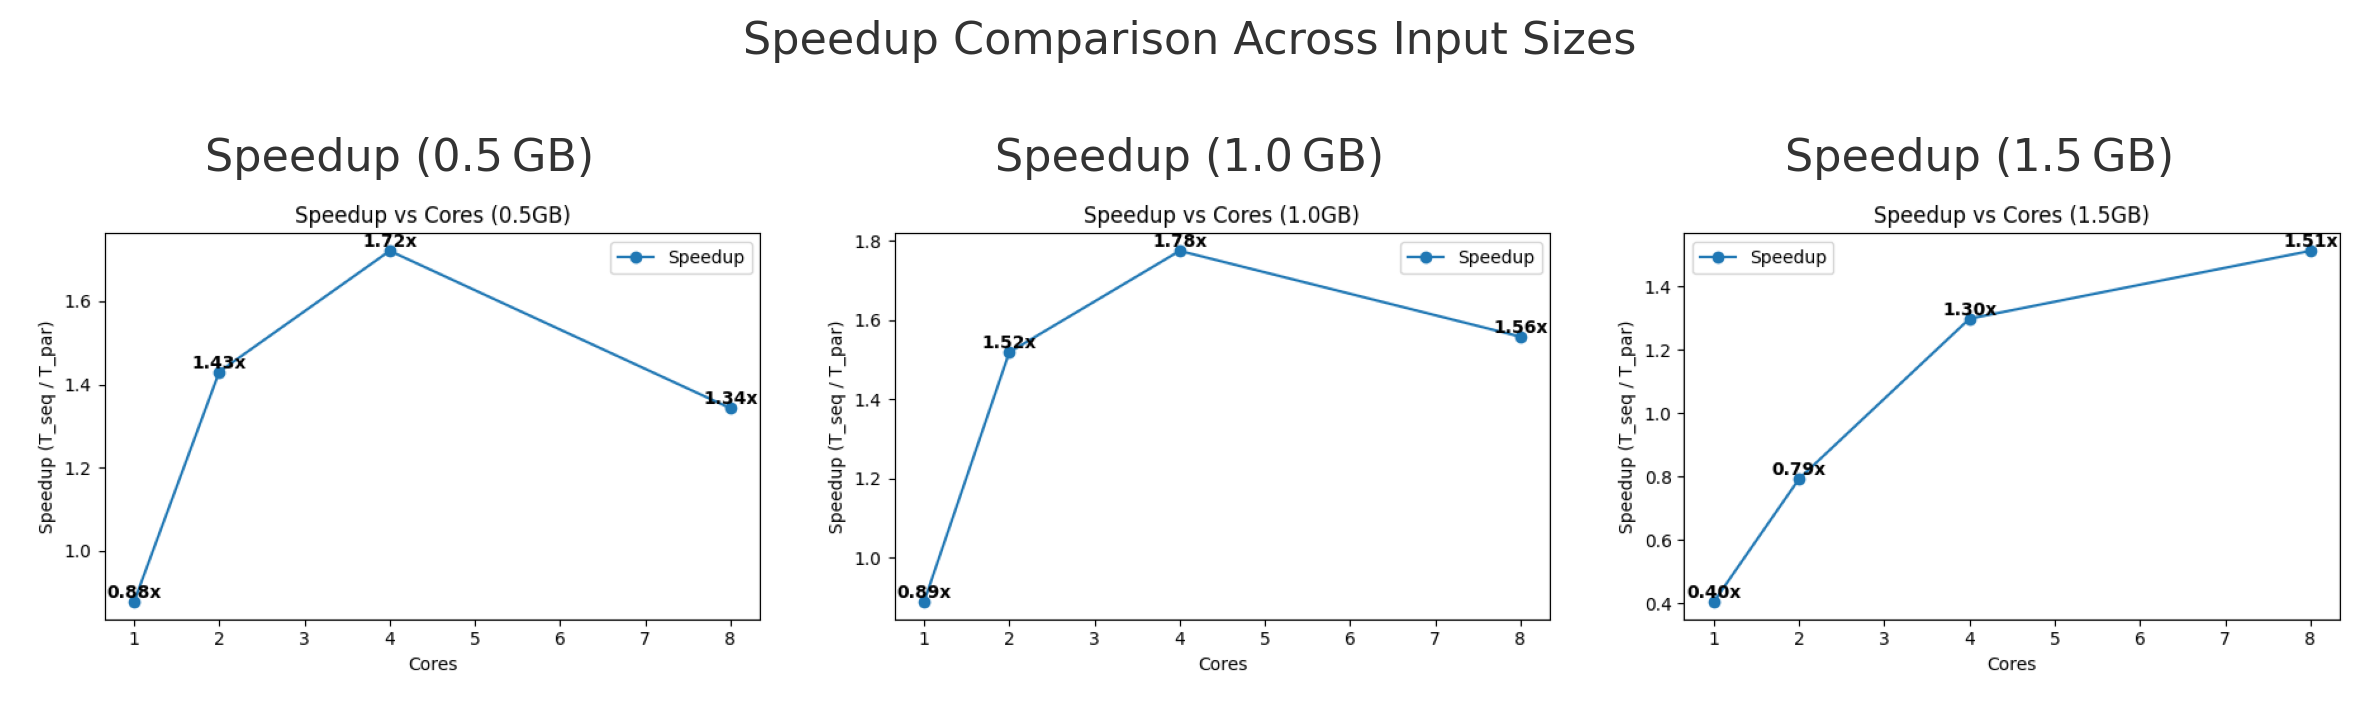 Speedup Comparison Across Input Sizes
Speedup (0.5 GB)
Speedup vs Cores (0.5GB)
Speedup
Speedup (T_seq / T_par)
1.6
1.4
1.2
1.0
0.88x
1.43x
1.72x
1.34x
1 2 3 4 5 6 7 8
Cores
Speedup (1.0 GB)
Speedup vs Cores (1.0GB)
Speedup
Speedup (T_seq / T_par)
1.8
1.6
1.4
1.2
1.0
0.89x
1.52x
1.78x
1.56x
1 2 3 4 5 6 7 8
Cores
Speedup (1.5 GB)
Speedup vs Cores (1.5GB)
Speedup
Speedup (T_seq / T_par)
1.4
1.2
1.0
0.8
0.6
0.4
0.40x
0.79x
1.30x
1.51x
1 2 3 4 5 6 7 8
Cores